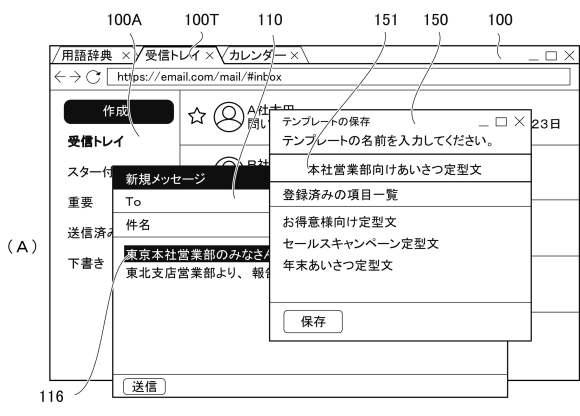 100A 100T 110 151 150 100
用語辞典 × 受信トレイ × カレンダー ×
https://email.com/mail/#inbox
作成
受信トレイ
スター付
重要
送信済み
下書き
A社
問い
23日
B社
新規メッセージ
To
件名
東京本社営業部のみなさん
東北支店営業部より、報告
送信
テンプレートの保存
テンプレートの名前を入力してください。
本社営業部向けあいさつ定型文
登録済みの項目一覧
お得意様向け定型文
セールスキャンペーン定型文
年末あいさつ定型文
保存
(A)
116